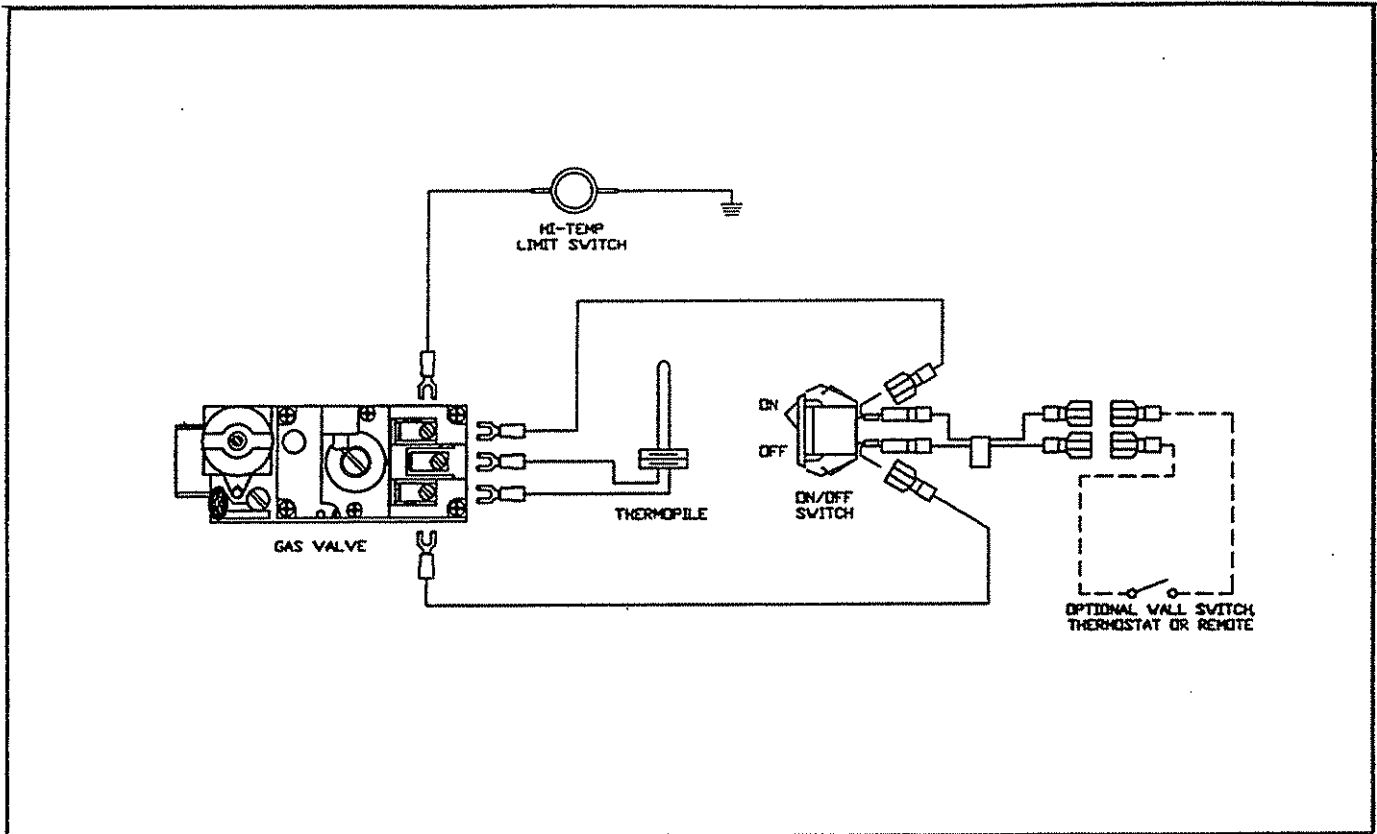 HI-TEMP
LIMIT SWITCH
ON
OFF
ON/OFF
SWITCH
THERMOPILE
GAS VALVE
OPTIONAL WALL SWITCH,
THERMOSTAT OR REMOTE